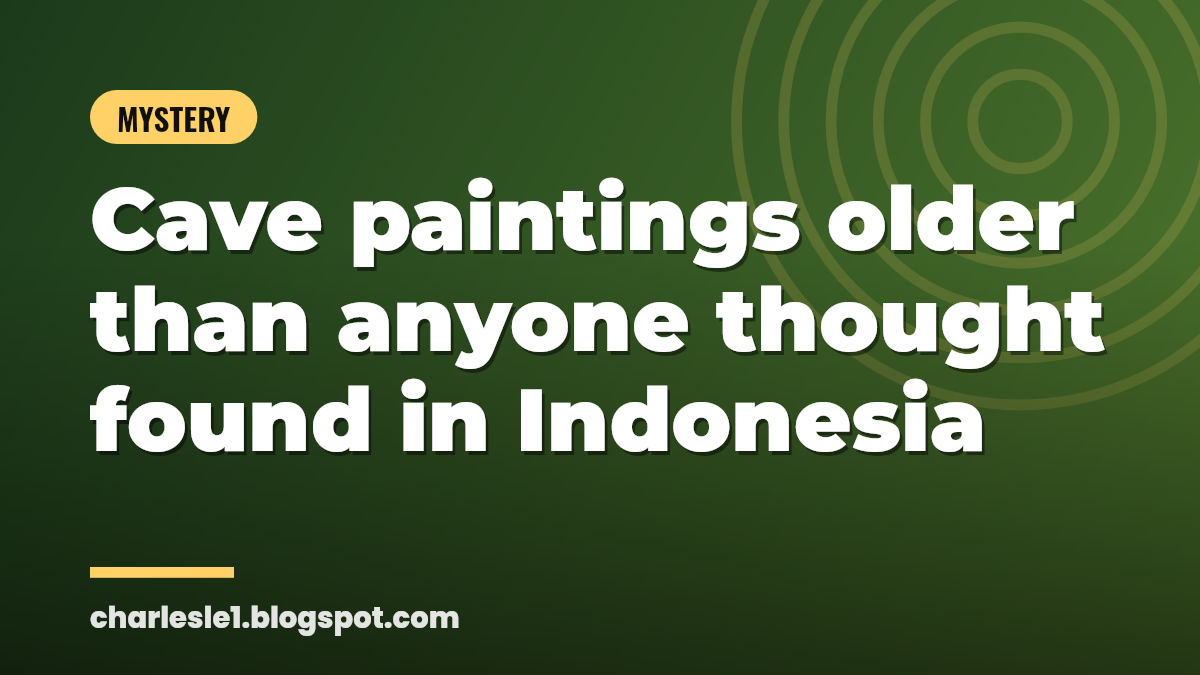 MYSTERY
Cave paintings older
than anyone thought
found in Indonesia
charlesle1.blogspot.com